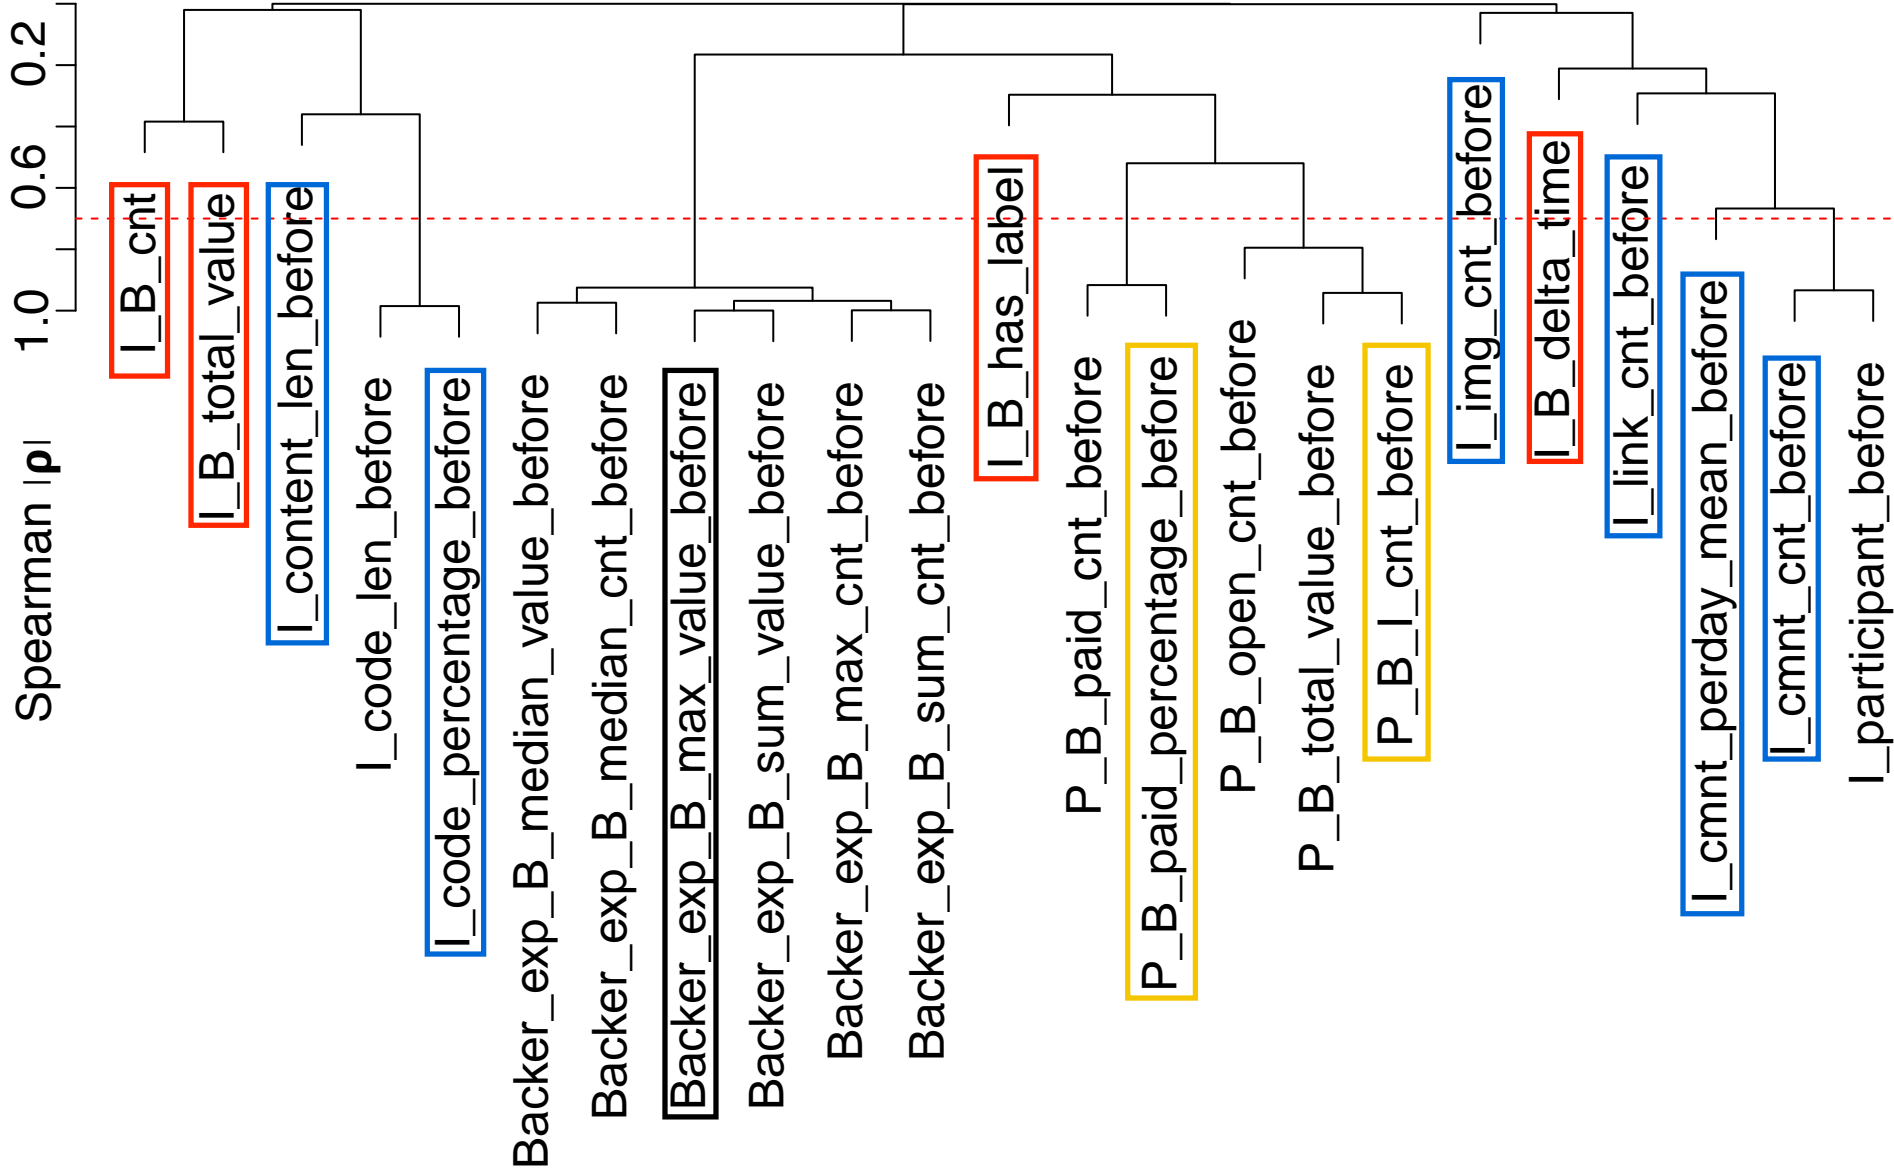 Spearman |ρ|
0.2
0.6
1.0
I_B_cnt
I_B_total_value
I_content_len_before
I_code_len_before
I_code_percentage_before
Backer_exp_B_median_value_before
Backer_exp_B_median_cnt_before
Backer_exp_B_max_value_before
Backer_exp_B_sum_value_before
Backer_exp_B_max_cnt_before
Backer_exp_B_sum_cnt_before
I_B_has_label
P_B_paid_cnt_before
P_B_paid_percentage_before
P_B_open_cnt_before
P_B_total_value_before
P_B_I_cnt_before
I_img_cnt_before
I_B_delta_time
I_link_cnt_before
I_cmnt_perday_mean_before
I_cmnt_cnt_before
I_participant_before